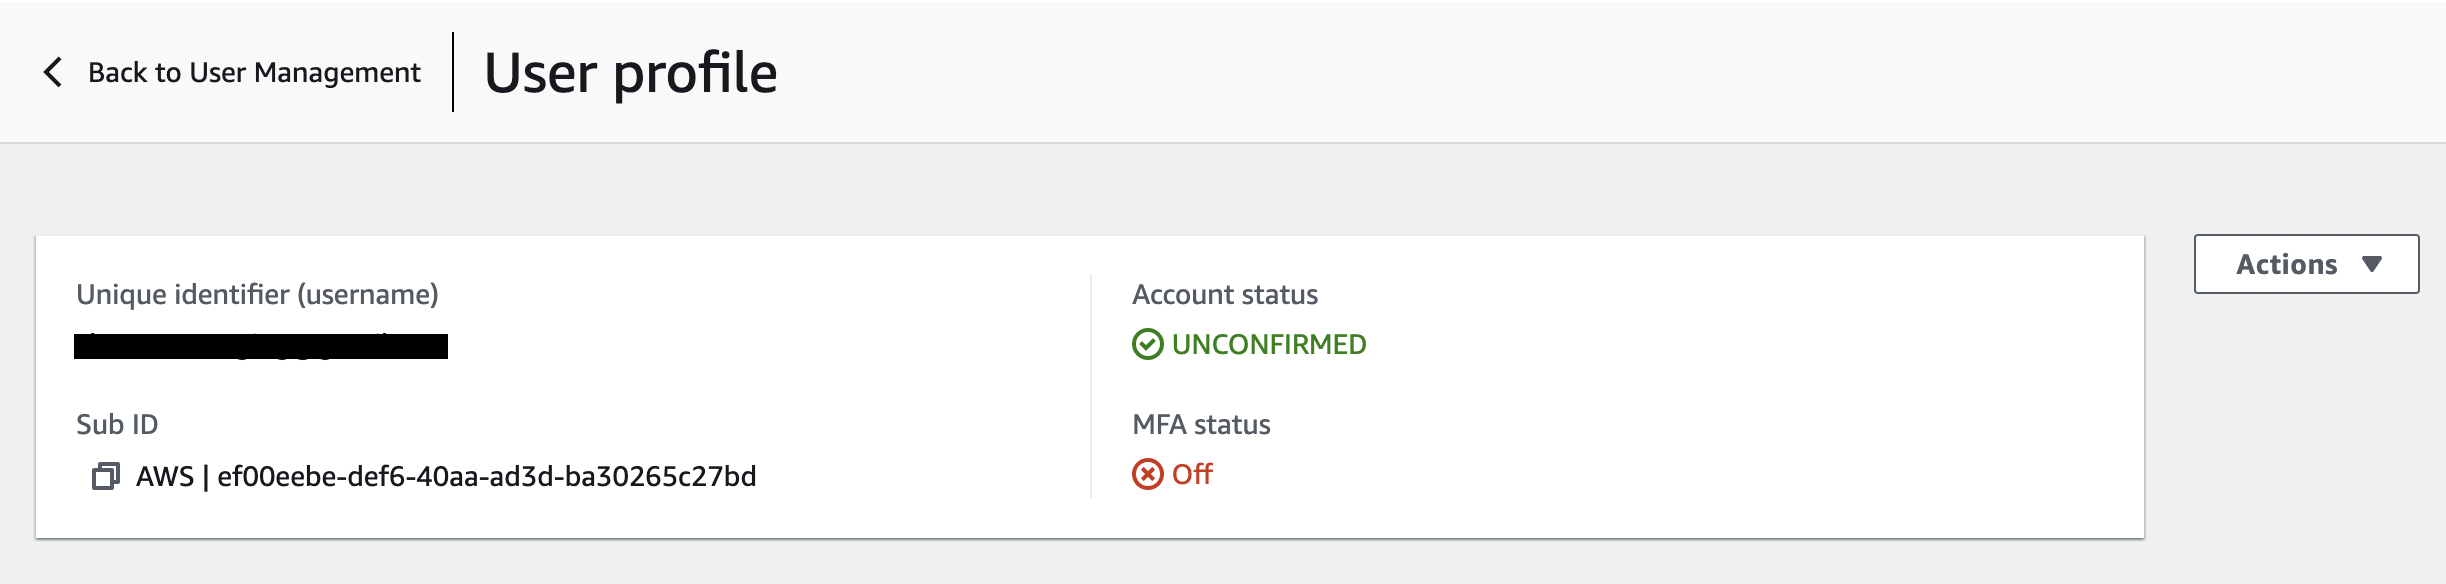 Back to User Management
User profile
Unique identifier (username)
Sub ID
AWS | ef00eebe-def6-40aa-ad3d-ba30265c27bd
Account status
UNCONFIRMED
MFA status
Off
Actions